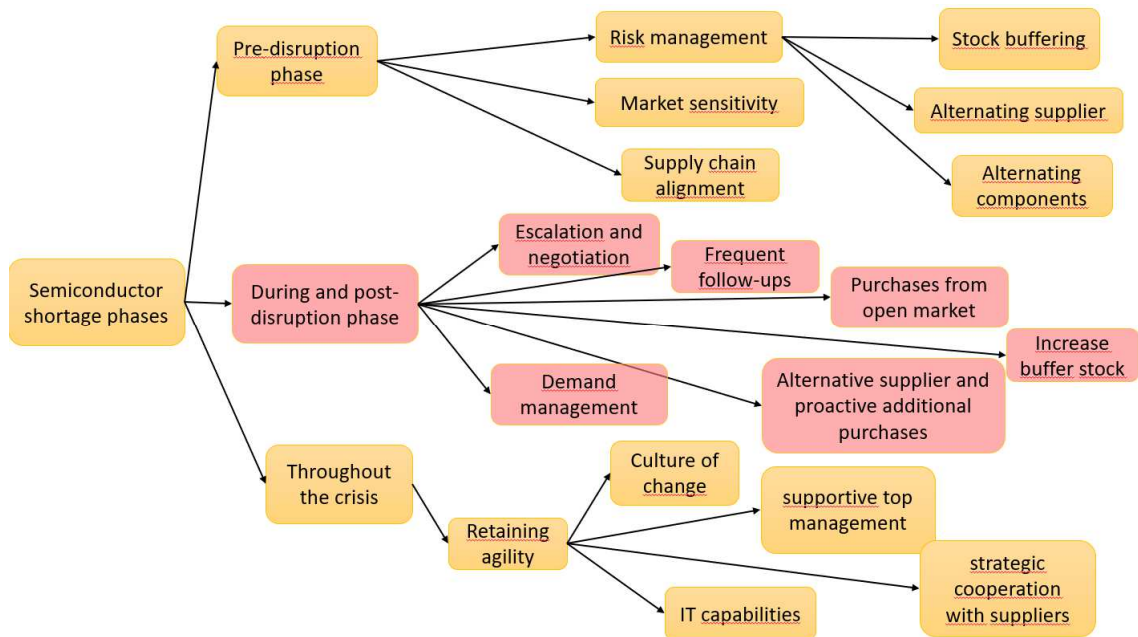 Pre-disruption
phase
Risk management
Stock buffering
Market sensitivity
Alternating supplier
Supply chain
alignment
Alternating
components
Semiconductor
shortage phases
During and post-
disruption phase
Escalation and
negotiation
Frequent
follow-ups
Purchases from
open market
Increase
buffer stock
Demand
management
Alternative supplier and
proactive additional
purchases
Throughout
the crisis
Retaining
agility
Culture of
change
supportive top
management
strategic
cooperation
with suppliers
IT capabilities